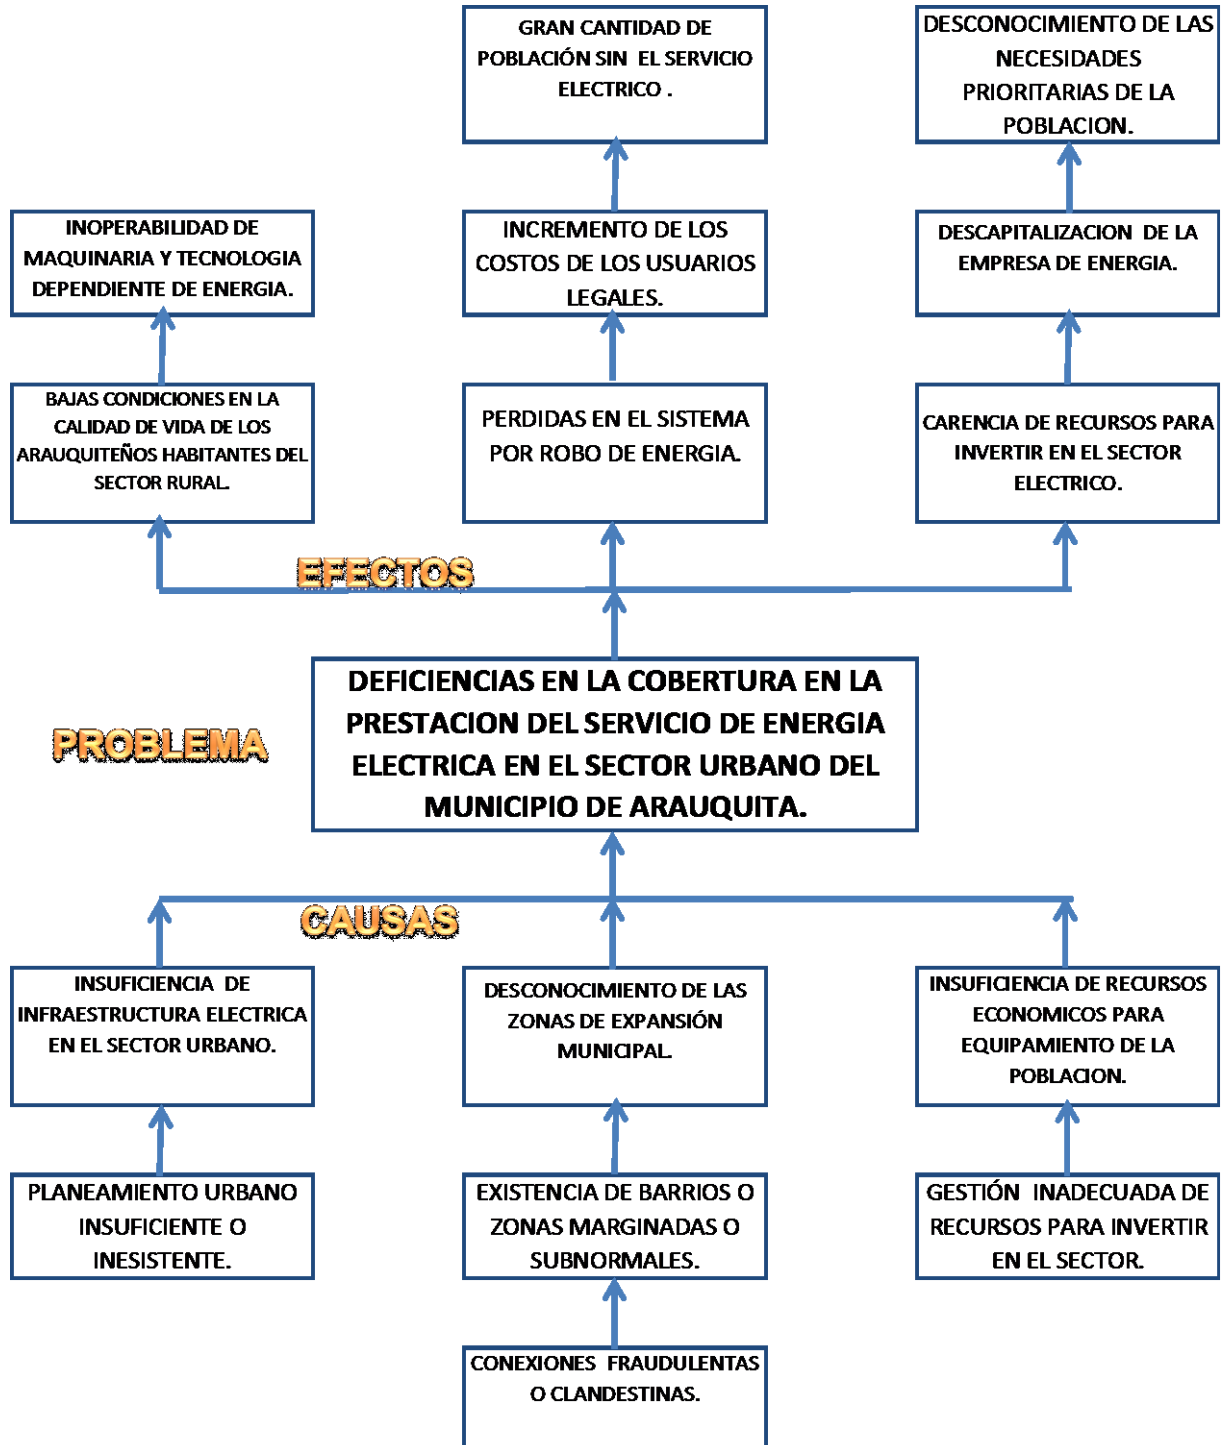 GRAN CANTIDAD DE
POBLACIÓN SIN EL SERVICIO
ELECTRICO .
DESCONOCIMIENTO DE LAS
NECESIDADES
PRIORITARIAS DE LA
POBLACION.
INOPERABILIDAD DE
MAQUINARIA Y TECNOLOGIA
DEPENDIENTE DE ENERGIA.
INCREMENTO DE LOS
COSTOS DE LOS USUARIOS
LEGALES.
DESCAPITALIZACION DE LA
EMPRESA DE ENERGIA.
BAJAS CONDICIONES EN LA
CALIDAD DE VIDA DE LOS
ARAUQUITEÑOS HABITANTES DEL
SECTOR RURAL.
PERDIDAS EN EL SISTEMA
POR ROBO DE ENERGIA.
CARENCIA DE RECURSOS PARA
INVERTIR EN EL SECTOR
ELECTRICO.
EFECTOS
PROBLEMA
DEFICIENCIAS EN LA COBERTURA EN LA
PRESTACION DEL SERVICIO DE ENERGIA
ELECTRICA EN EL SECTOR URBANO DEL
MUNICIPIO DE ARAUQUITA.
CAUSAS
INSUFICIENCIA DE
INFRAESTRUCTURA ELECTRICA
EN EL SECTOR URBANO.
DESCONOCIMIENTO DE LAS
ZONAS DE EXPANSIÓN
MUNICIPAL.
INSUFICIENCIA DE RECURSOS
ECONOMICOS PARA
EQUIPAMIENTO DE LA
POBLACION.
PLANEAMIENTO URBANO
INSUFICIENTE O
INESISTENTE.
EXISTENCIA DE BARRIOS O
ZONAS MARGINADAS O
SUBNORMALES.
GESTIÓN INADECUADA DE
RECURSOS PARA INVERTIR
EN EL SECTOR.
CONEXIONES FRAUDULENTAS
O CLANDESTINAS.